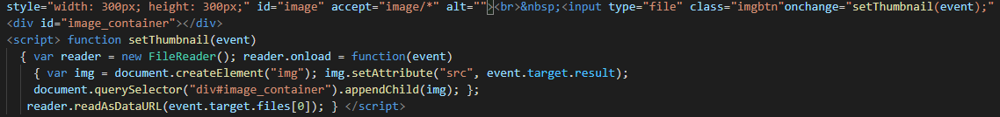 style="width: 300px; height: 300px;" id="image" accept="image/*" alt=""><br>&nbsp;<input type="file" class="imgbtn"onchange="setThumbnail(event);"
<div id="image_container"></div>
<script> function setThumbnail(event)
{ var reader = new FileReader(); reader.onload = function(event)
{ var img = document.createElement("img"); img.setAttribute("src", event.target.result);
document.querySelector("div#image_container").appendChild(img); };
reader.readAsDataURL(event.target.files[0]); } </script>